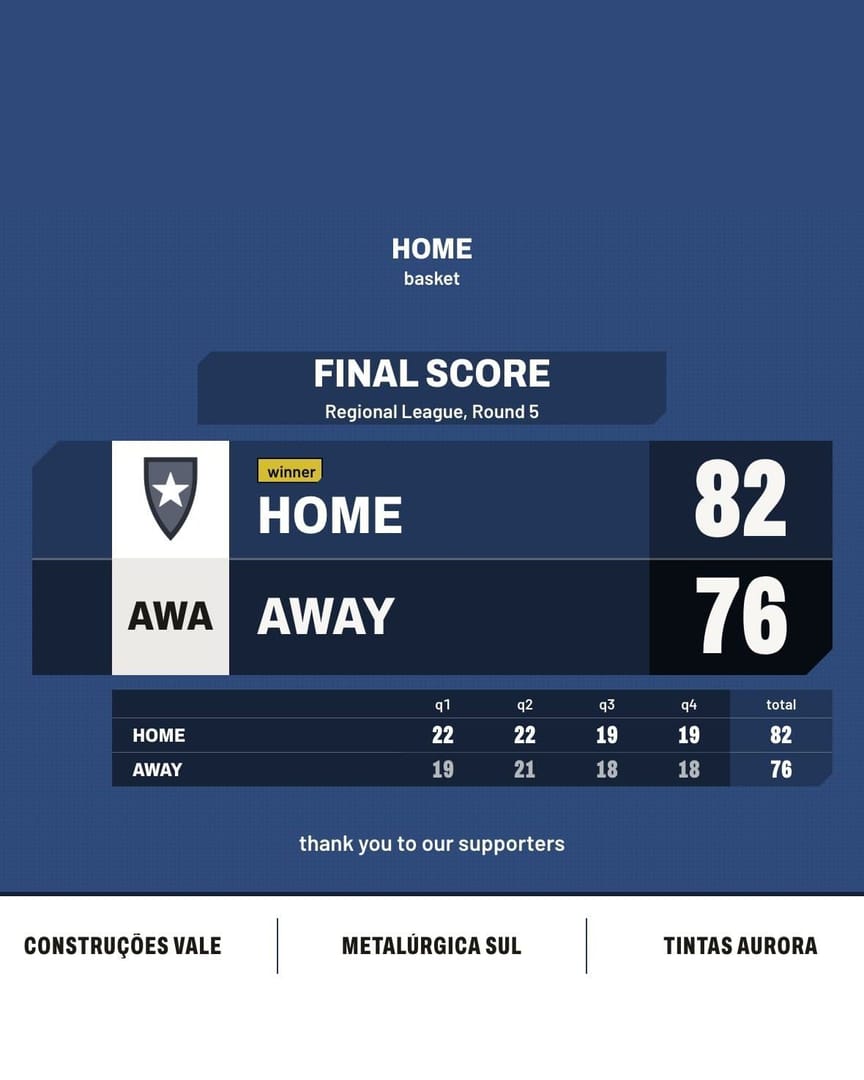 HOME
basket
FINAL SCORE
Regional League, Round 5
winner
HOME 82
AWA AWAY 76
q1 q2 q3 q4 total
HOME 22 22 19 19 82
AWAY 19 21 18 18 76
thank you to our supporters
CONSTRUÇÕES VALE METALÚRGICA SUL TINTAS AURORA